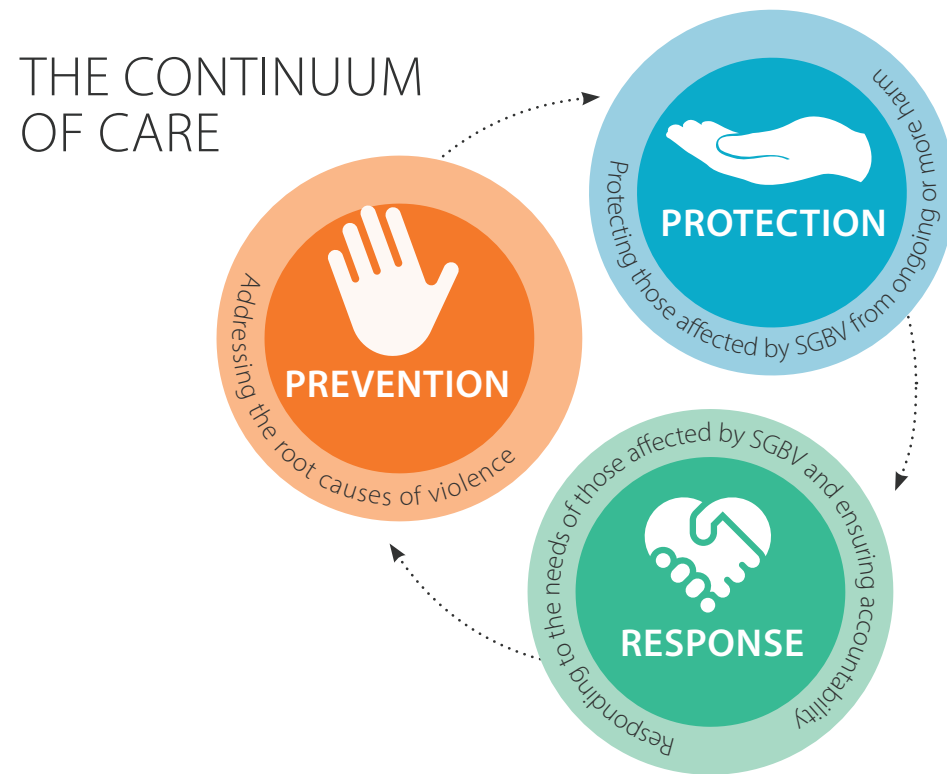 THE CONTINUUM
OF CARE
PREVENTION
Addressing the root causes of violence
PROTECTION
Protecting those affected by SGBV from ongoing or more harm
RESPONSE
Responding to the needs of those affected by SGBV and ensuring accountability